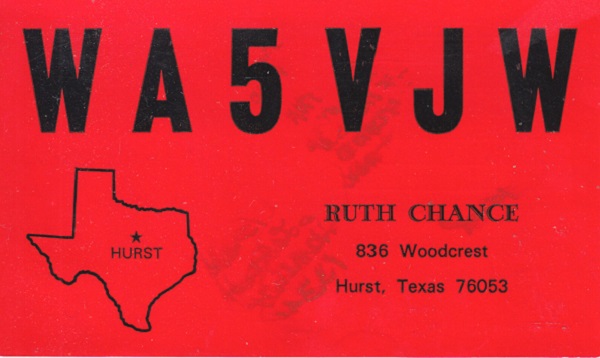 WA5VJW
RUTH CHANCE
836 Woodcrest
Hurst, Texas 76053
HURST